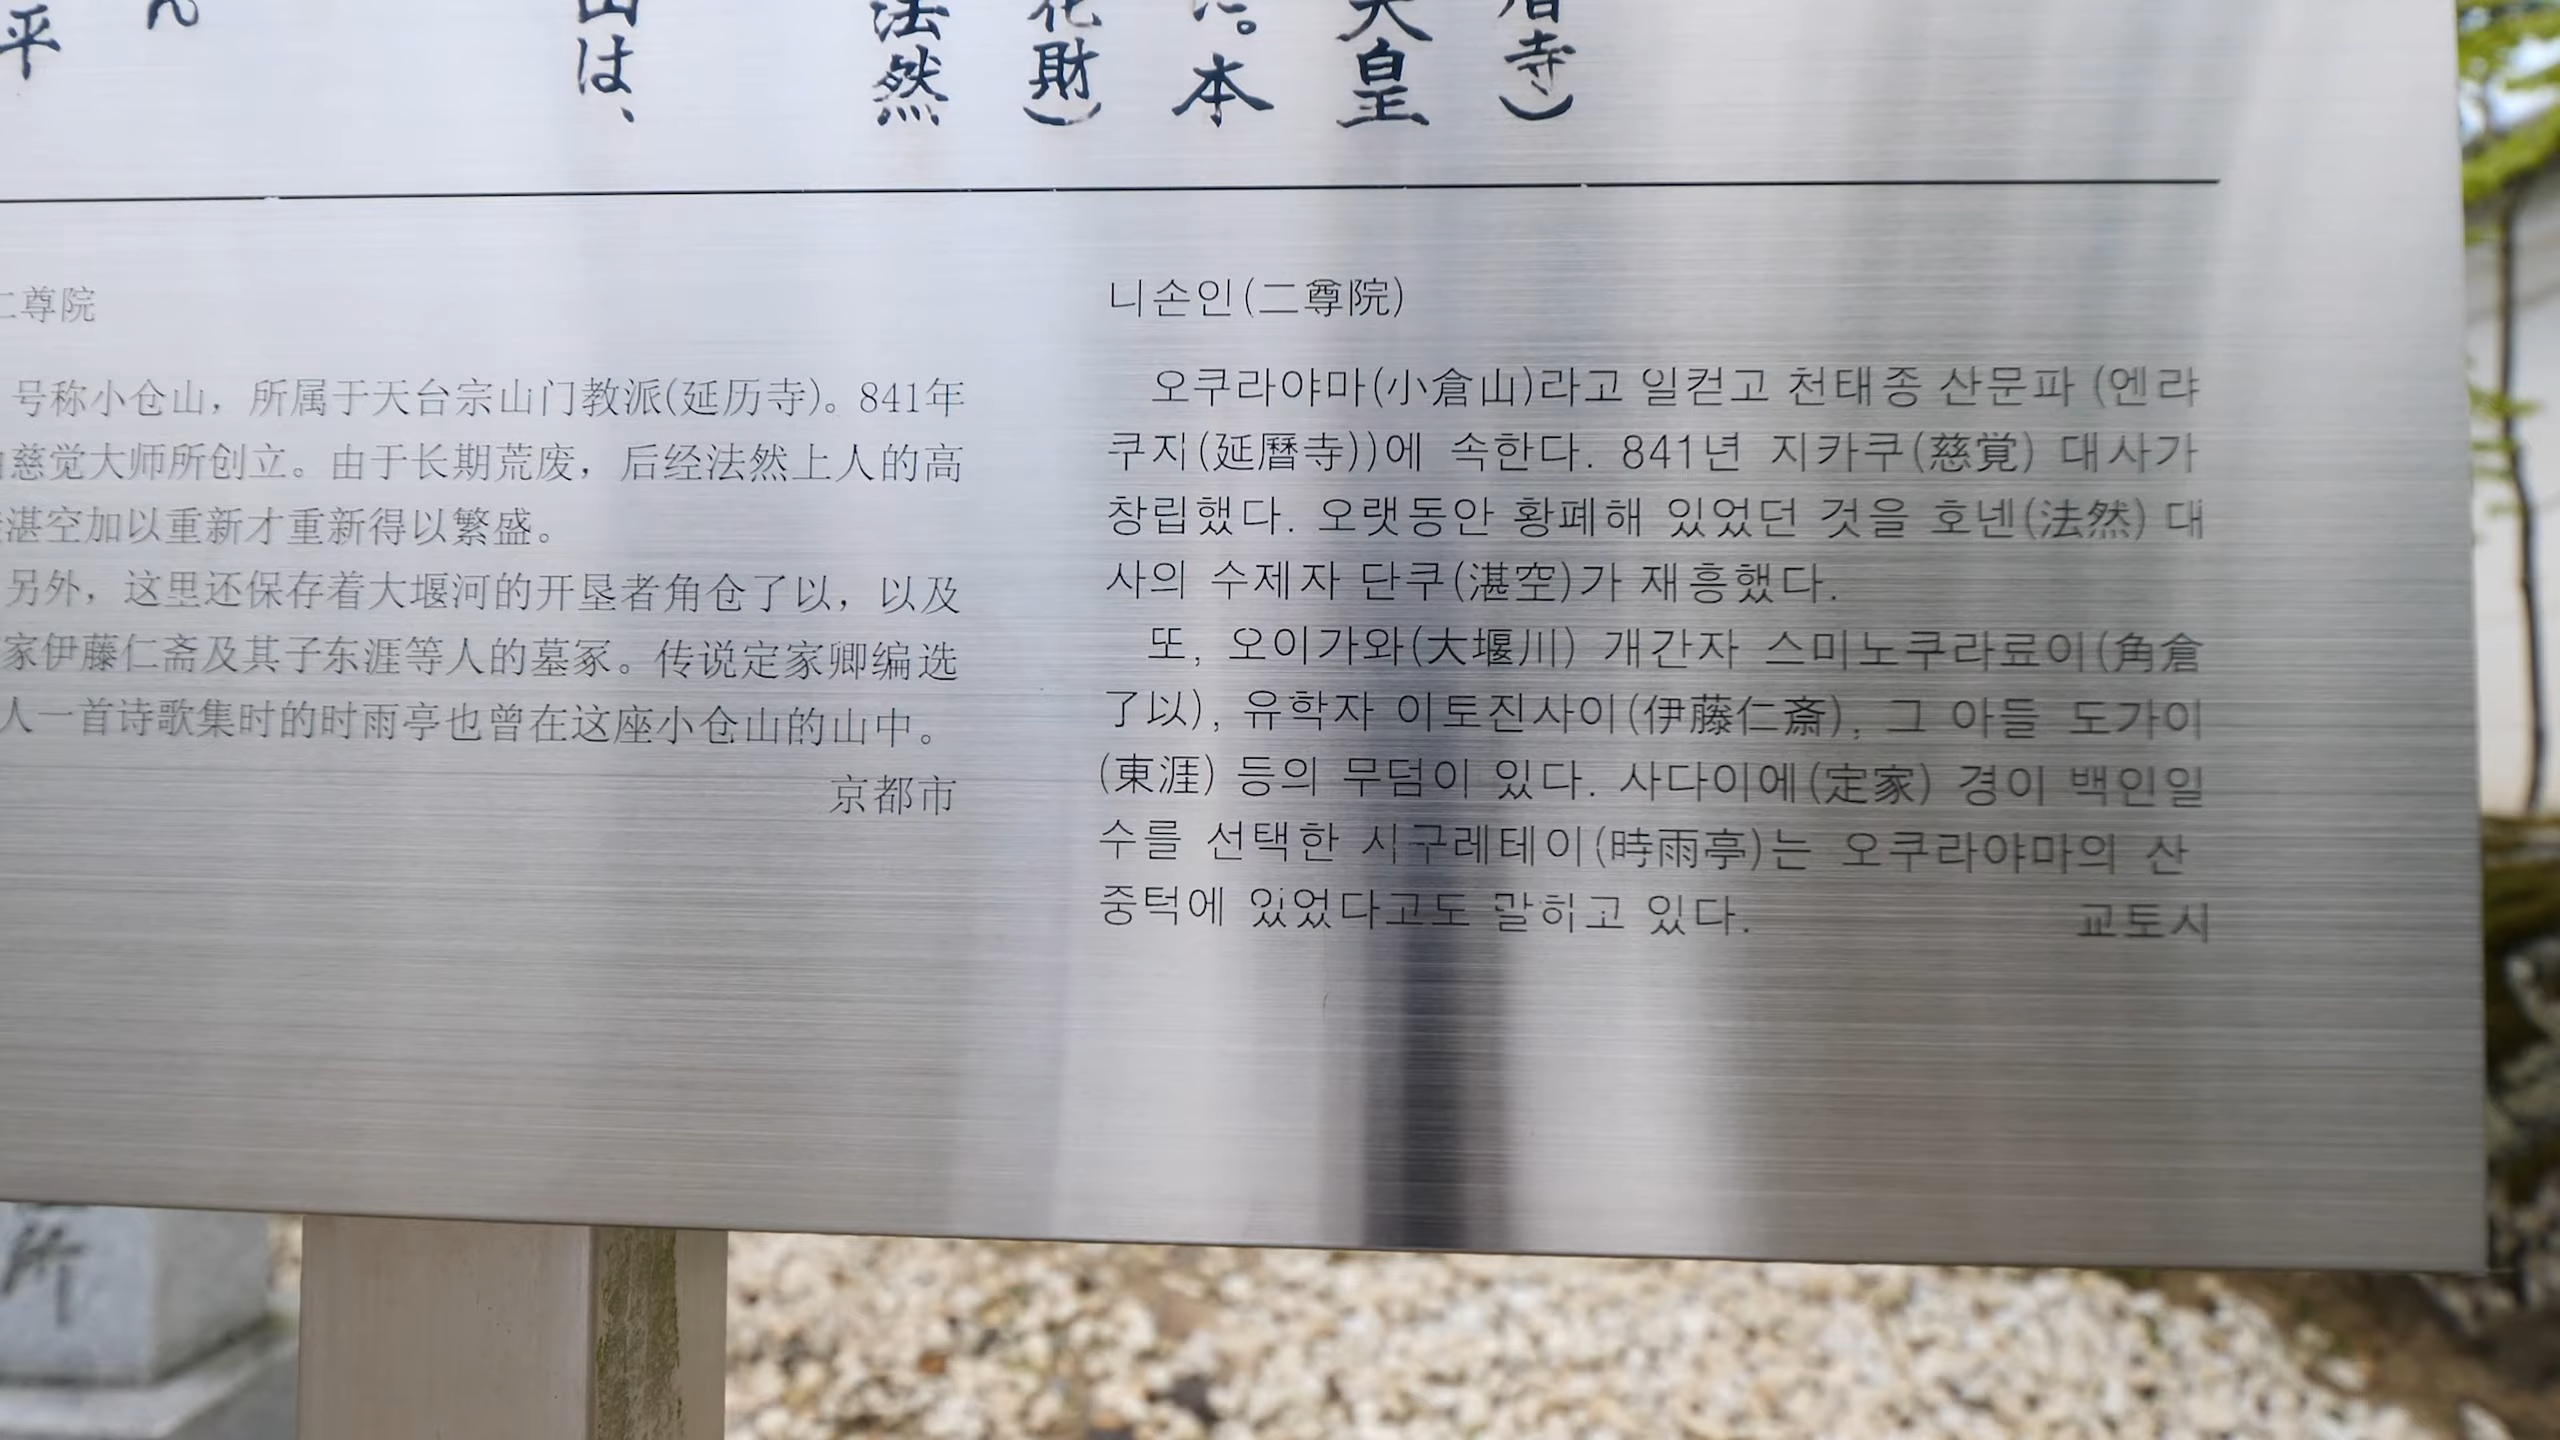 寺)
天皇
た。本
財)
法然
山は、
平
二尊院
号称小仓山，所属于天台宗山门教派(延历寺)。841年
慈觉大师所创立。由于长期荒废，后经法然上人的高
湛空加以重新才重新得以繁盛。
另外，这里还保存着大堰河的开垦者角仓了以，以及
家伊藤仁斋及其子东涯等人的墓冢。传说定家卿编选
人一首诗歌集时的时雨亭也曾在这座小仓山的山中。
京都市
니손인(二尊院)
오쿠라야마(小倉山)라고 일컫고 천태종 산문파 (엔랴
쿠지(延曆寺))에 속한다. 841년 지카쿠(慈覚) 대사가
창립했다. 오랫동안 황폐해 있었던 것을 호넨(法然) 대
사의 수제자 단쿠(湛空)가 재흥했다.
또, 오이가와(大堰川) 개간자 스미노쿠라료이(角倉
了以), 유학자 이토진사이(伊藤仁斎), 그 아들 도가이
(東涯) 등의 무덤이 있다. 사다이에(定家) 경이 백인일
수를 선택한 시구레테이(時雨亭)는 오쿠라야마의 산
중턱에 있었다고도 말하고 있다. 교토시
所